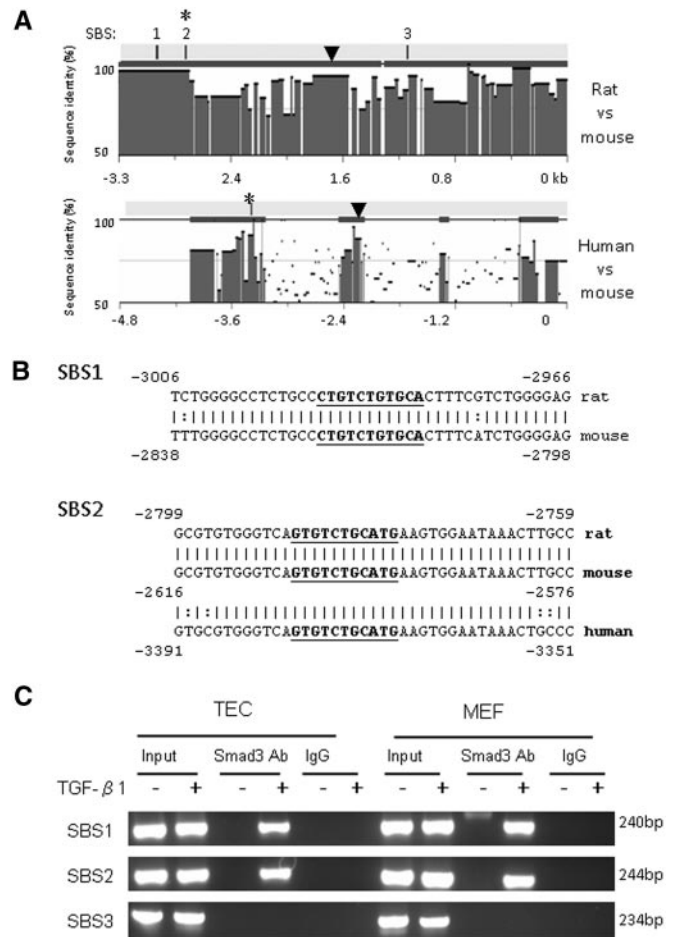 A
*
SBS: 1 2 3
Sequence identity (%)
100
50
Rat
vs
mouse
-3.3 2.4 1.6 0.8 0 kb
*
Sequence identity (%)
100
50
Human
vs
mouse
-4.8 -3.6 -2.4 -1.2 0
B
SBS1
-3006 -2966
TCTGGGGCCTCTGCCCTGTCTGTGCACTTTCGTCTGGGGAG rat
|:|||||||||||||||||||||||||||||:|||||||||
TTTGGGGCCTCTGCCCTGTCTGTGCACTTTCATCTGGGGAG mouse
-2838 -2798
SBS2
-2799 -2759
GCGTGTGGGTCAGTGTCTGCATGAAGTGGAATAAACTTGCC rat
|||||||||||||||||||||||||||||||||||||||||
GCGTGTGGGTCAGTGTCTGCATGAAGTGGAATAAACTTGCC mouse
-2616 -2576
|:|:|||||||||||||||||||||||||||||||||::||
GTGCGTGGGTCAGTGTCTGCATGAAGTGGAATAAACTGCCC human
-3391 -3351
C
TEC MEF
Input Smad3 Ab IgG Input Smad3 Ab IgG
TGF-β1 - + - + - + - + - + - +
SBS1 240bp
SBS2 244bp
SBS3 234bp